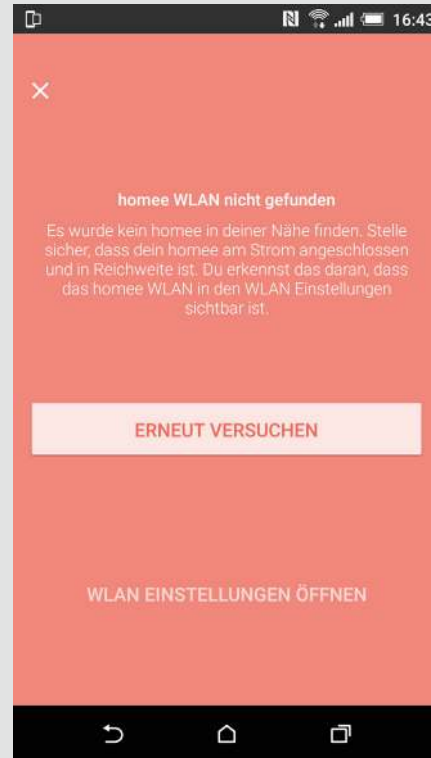 16:43
homee WLAN nicht gefunden
Es wurde kein homee in deiner Nähe finden. Stelle
sicher, dass dein homee am Strom angeschlossen
und in Reichweite ist. Du erkennst das daran, dass
das homee WLAN in den WLAN Einstellungen
sichtbar ist.
ERNEUT VERSUCHEN
WLAN EINSTELLUNGEN ÖFFNEN